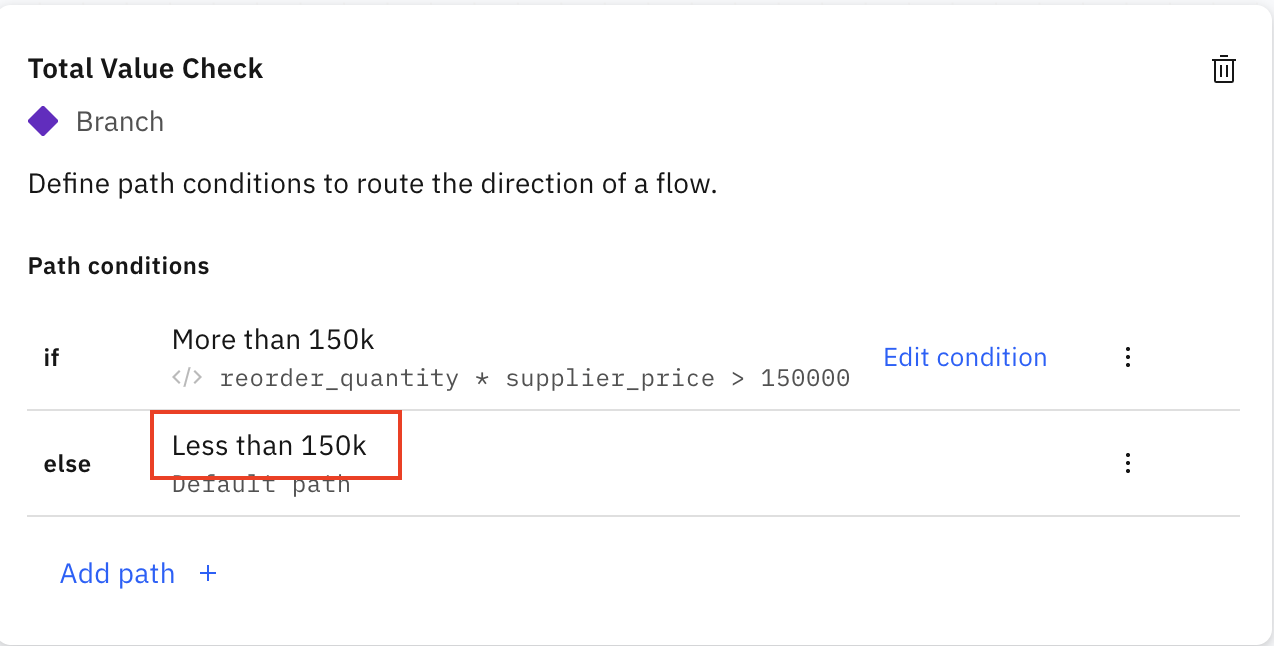 Total Value Check
Branch
Define path conditions to route the direction of a flow.
Path conditions
if
More than 150k
Edit condition
</> reorder_quantity * supplier_price > 150000
else
Less than 150k
Default path
Add path +